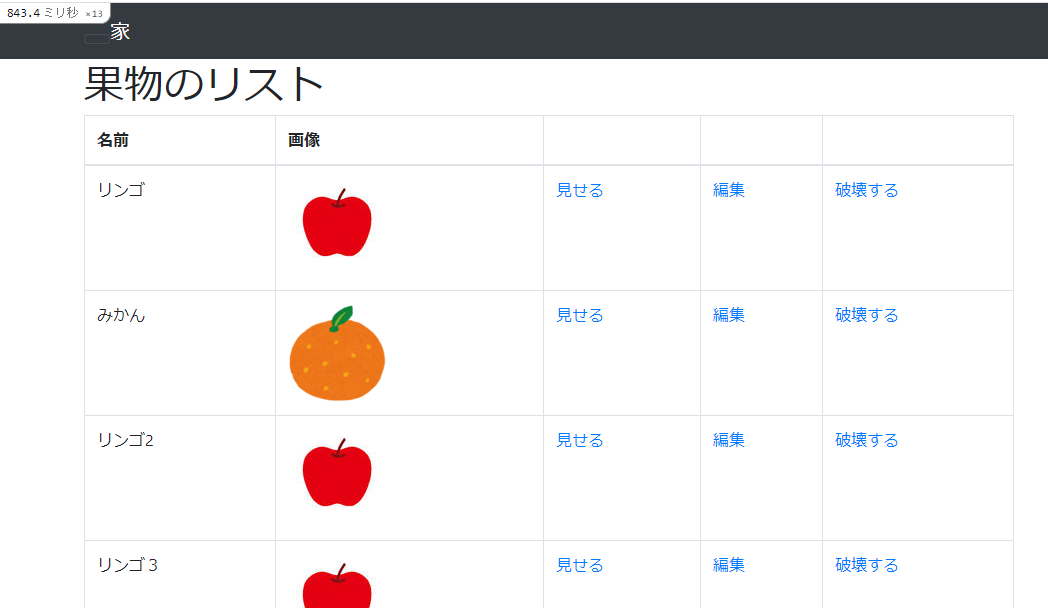 843.4 ミリ秒 ×13
家
果物のリスト
名前 画像
リンゴ 見せる 編集 破壊する
みかん 見せる 編集 破壊する
リンゴ2 見せる 編集 破壊する
リンゴ３ 見せる 編集 破壊する